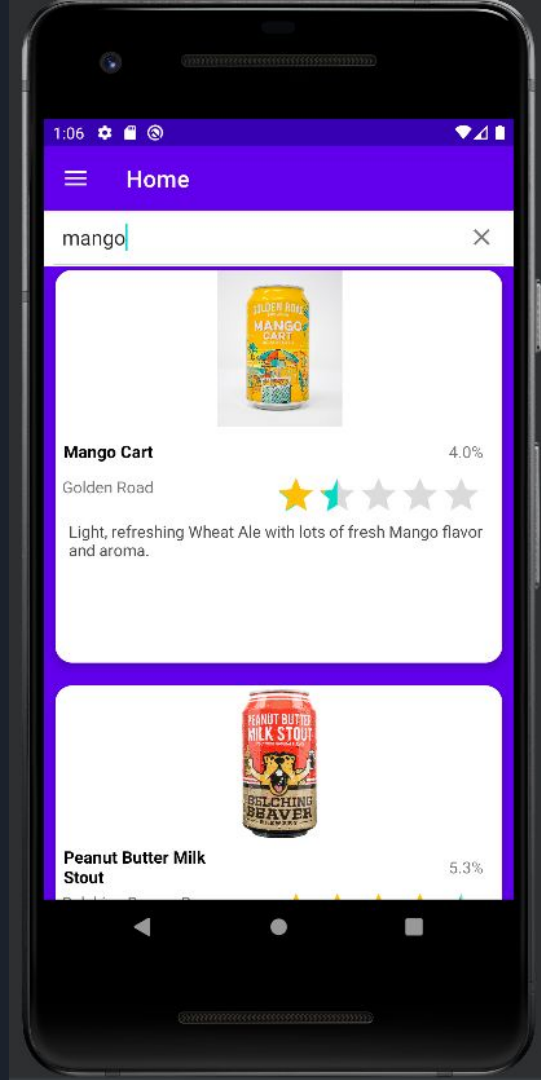 1:06
Home
mango
GOLDEN ROAD
MANGO
CART
Mango Cart
4.0%
Golden Road
Light, refreshing Wheat Ale with lots of fresh Mango flavor
and aroma.
PEANUT BUTTER
MILK STOUT
BELCHING
BEAVER
BREWERY
Peanut Butter Milk
Stout
5.3%